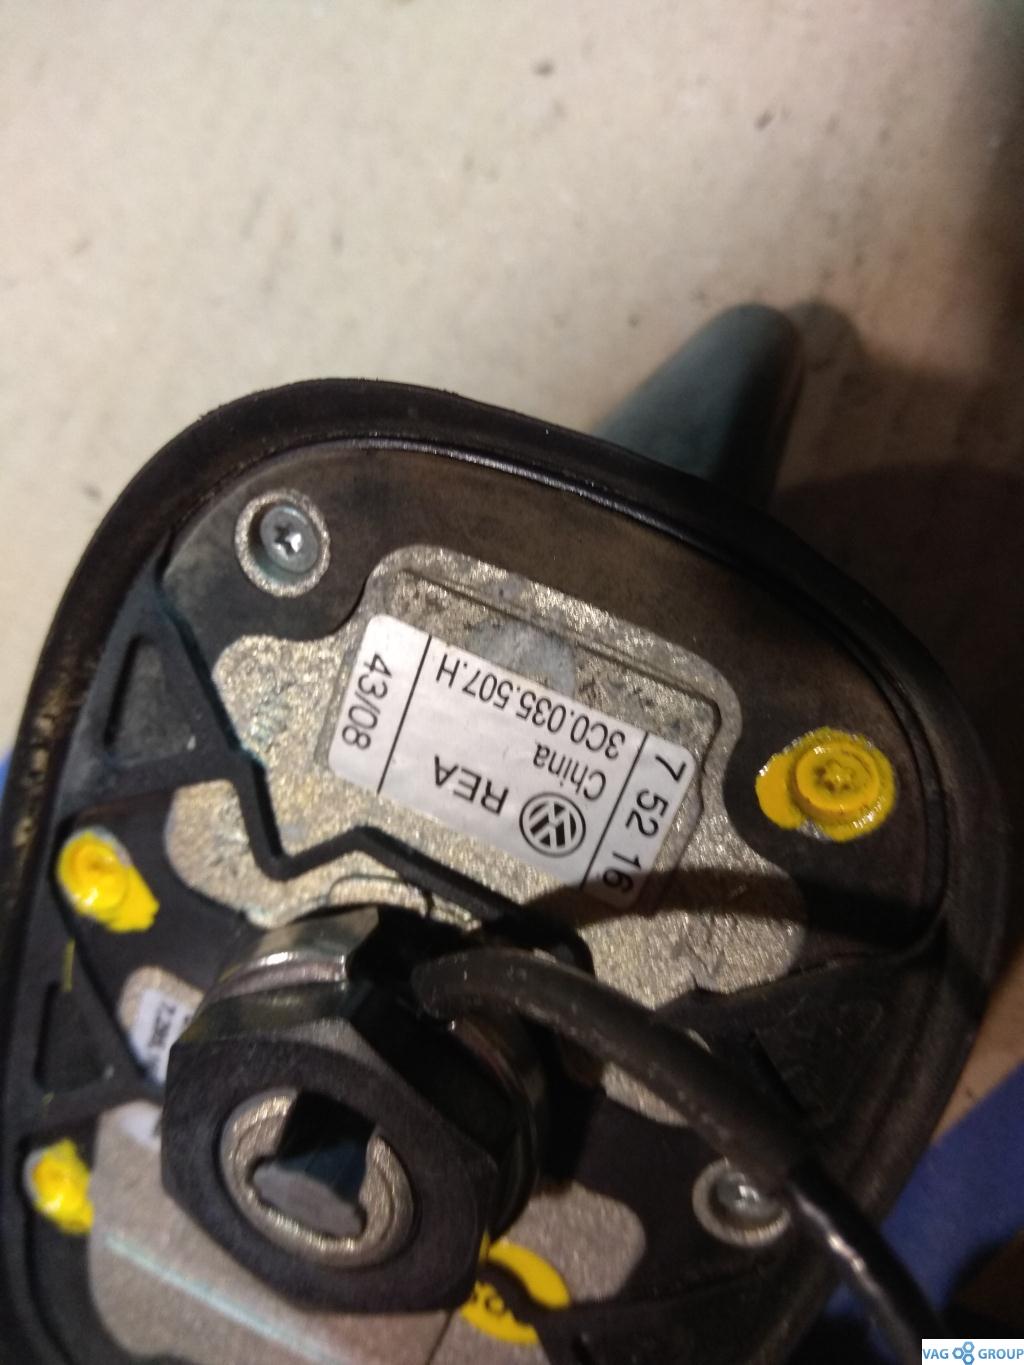 43/08
3C0.035.507.H
China
REA
7 52 16
VAG GROUP